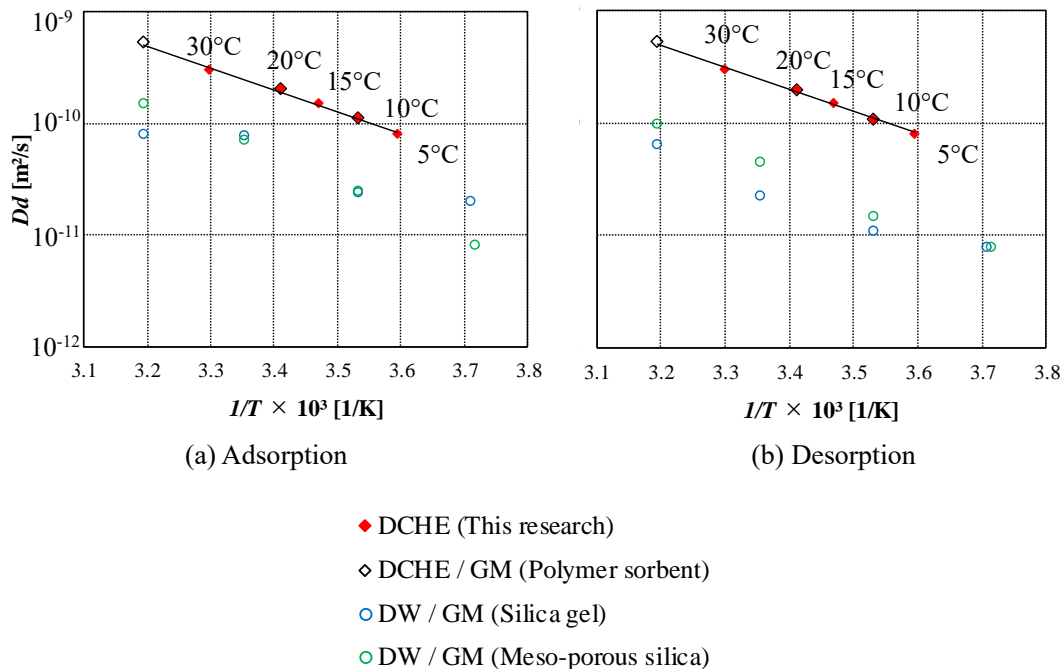 10⁻⁹
10⁻¹⁰
10⁻¹¹
10⁻¹²
Dd [m²/s]
30°C
20°C
15°C
10°C
5°C
3.1 3.2 3.3 3.4 3.5 3.6 3.7 3.8
1/T × 10³ [1/K]
(a) Adsorption
30°C
20°C
15°C
10°C
5°C
3.1 3.2 3.3 3.4 3.5 3.6 3.7 3.8
1/T × 10³ [1/K]
(b) Desorption
DCHE (This research)
DCHE / GM (Polymer sorbent)
DW / GM (Silica gel)
DW / GM (Meso-porous silica)